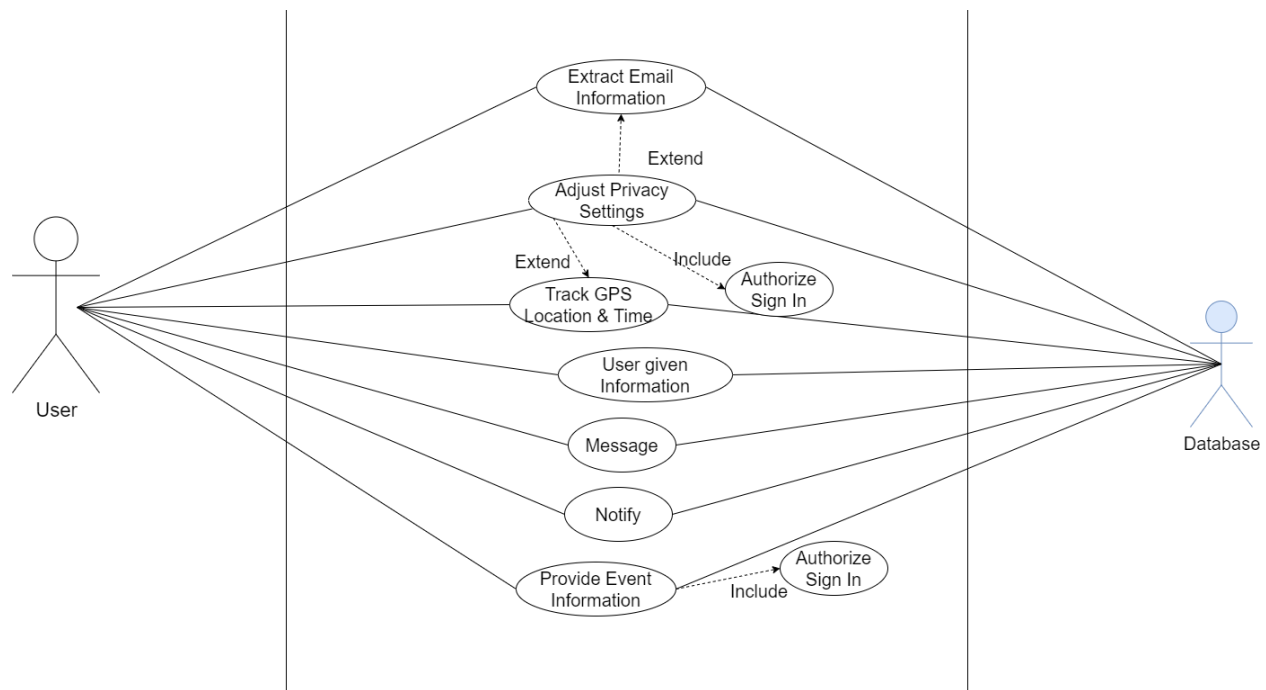 Extract Email
Information
Extend
Adjust Privacy
Settings
Extend
Include
Authorize
Sign In
Track GPS
Location & Time
User given
Information
User
Message
Database
Notify
Provide Event
Information
Include
Authorize
Sign In